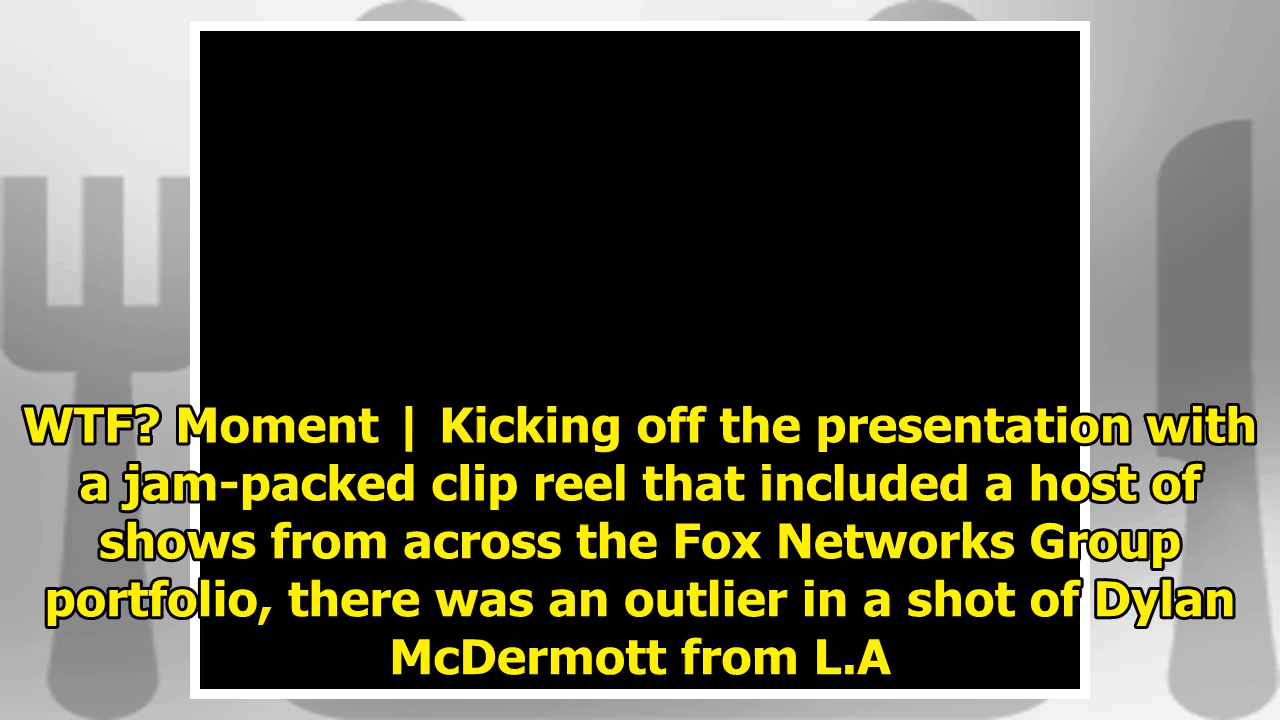 WTF? Moment | Kicking off the presentation with
a jam-packed clip reel that included a host of
shows from across the Fox Networks Group
portfolio, there was an outlier in a shot of Dylan
McDermott from L.A